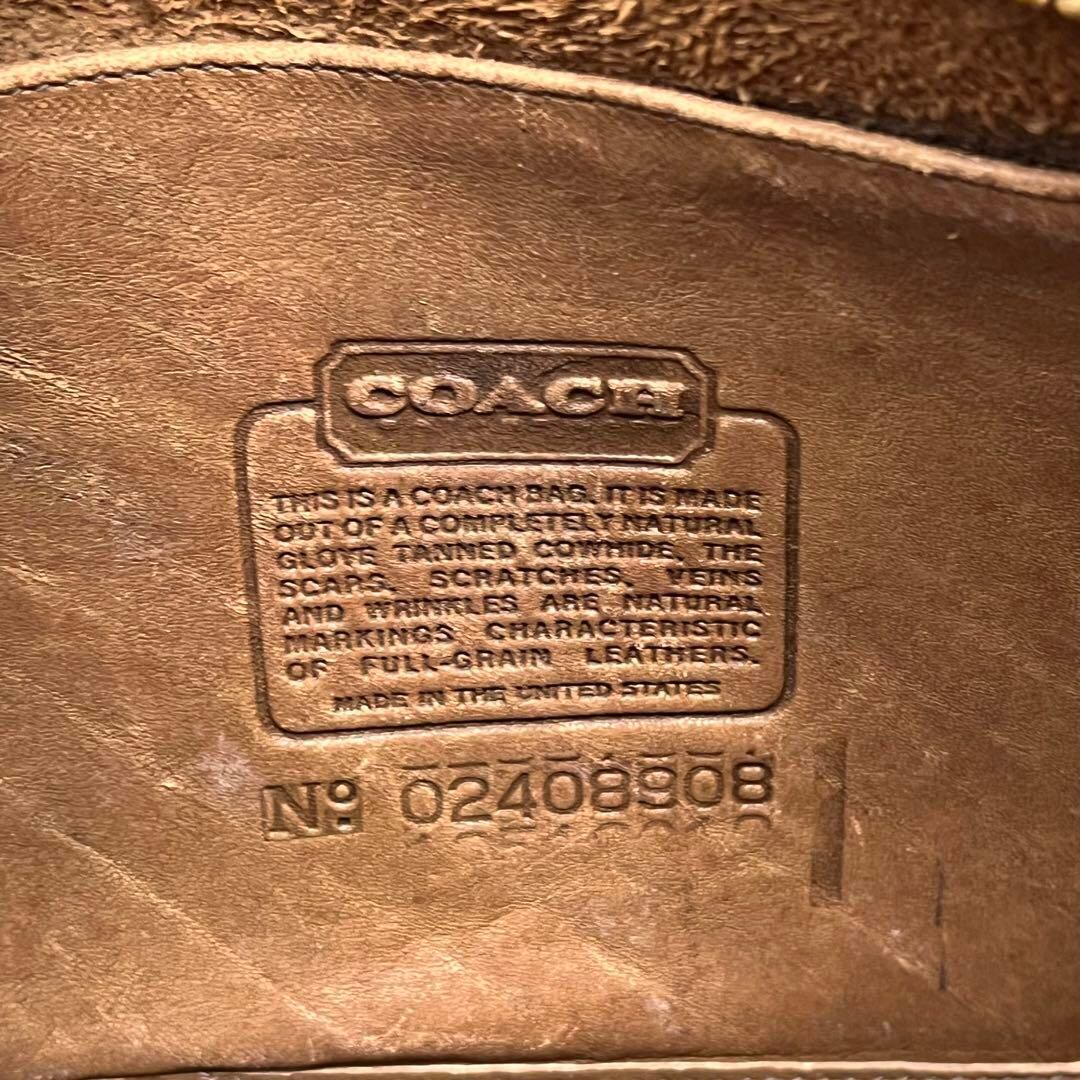 COACH
THIS IS A COACH BAG. IT IS MADE
OUT OF A COMPLETELY NATURAL
GLOVE TANNED COWHIDE. THE
SCARS, SCRATCHES, VEINS
AND WRINKLES ARE NATURAL
MARKINGS CHARACTERISTIC
OF FULL-GRAIN LEATHERS.
MADE IN THE UNITED STATES
No. 02408908